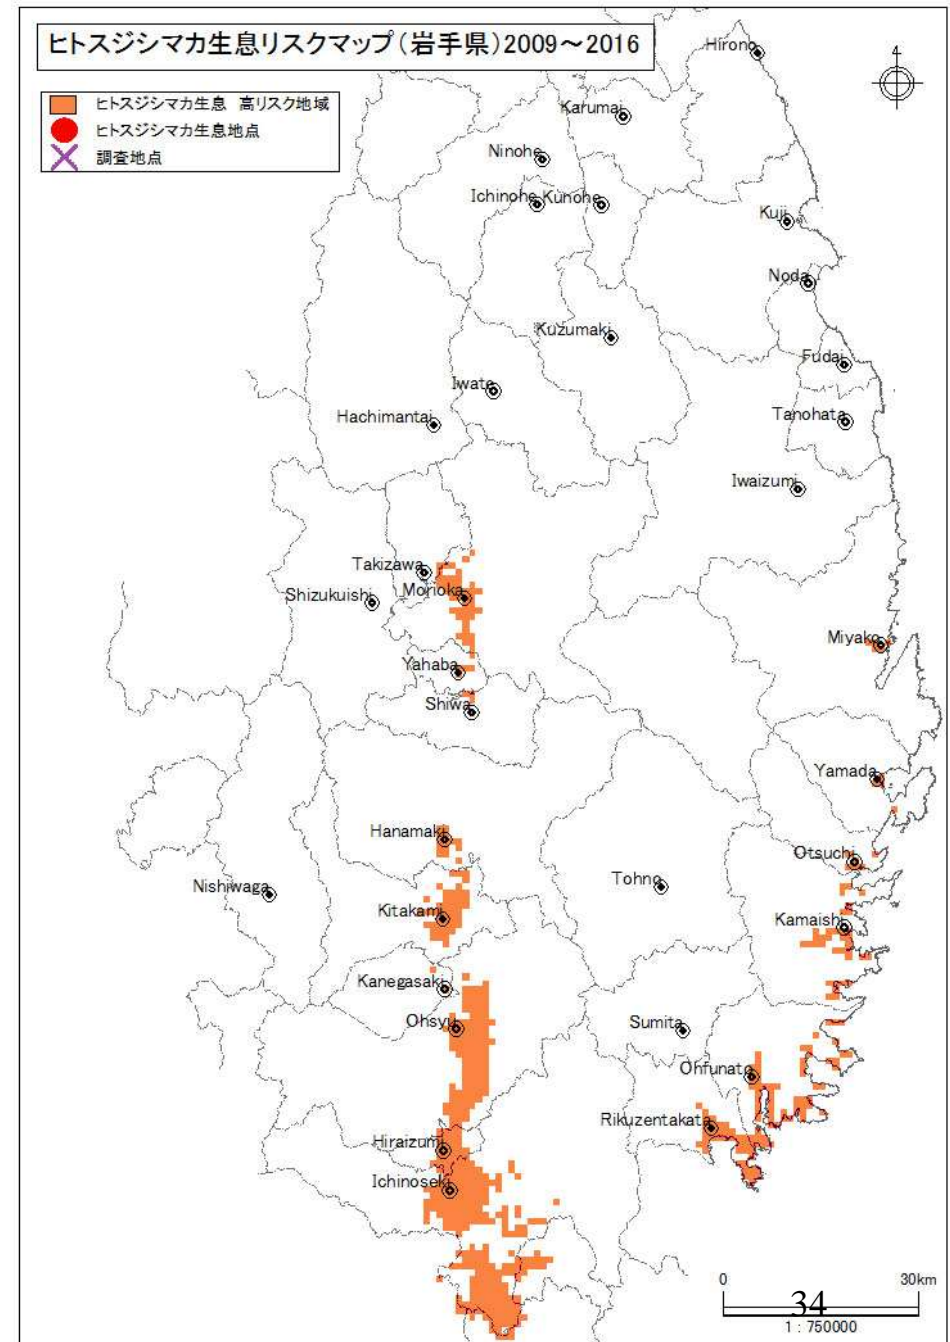 ヒトスジシマカ生息リスクマップ(岩手県)2009～2016
ヒトスジシマカ生息 高リスク地域
ヒトスジシマカ生息地点
調査地点
4
Hirono
Karumai
Ninohe
Ichinohe Kunohe
Kuji
Noda
Kuzumaki
Fudai
Iwate
Tanohata
Hachimantai
Iwaizumi
Takizawa
Morioka
Shizukuishi
Miyako
Yahaba
Shiwa
Yamada
Hanamaki
Otsuchi
Tohno
Nishiwaga
Kitakami
Kamaishi
Kanegasaki
Ohsyu
Sumita
Ohfunato
Rikuzentakata
Hiraizumi
Ichinoseki
0 30km
34
1 : 750000